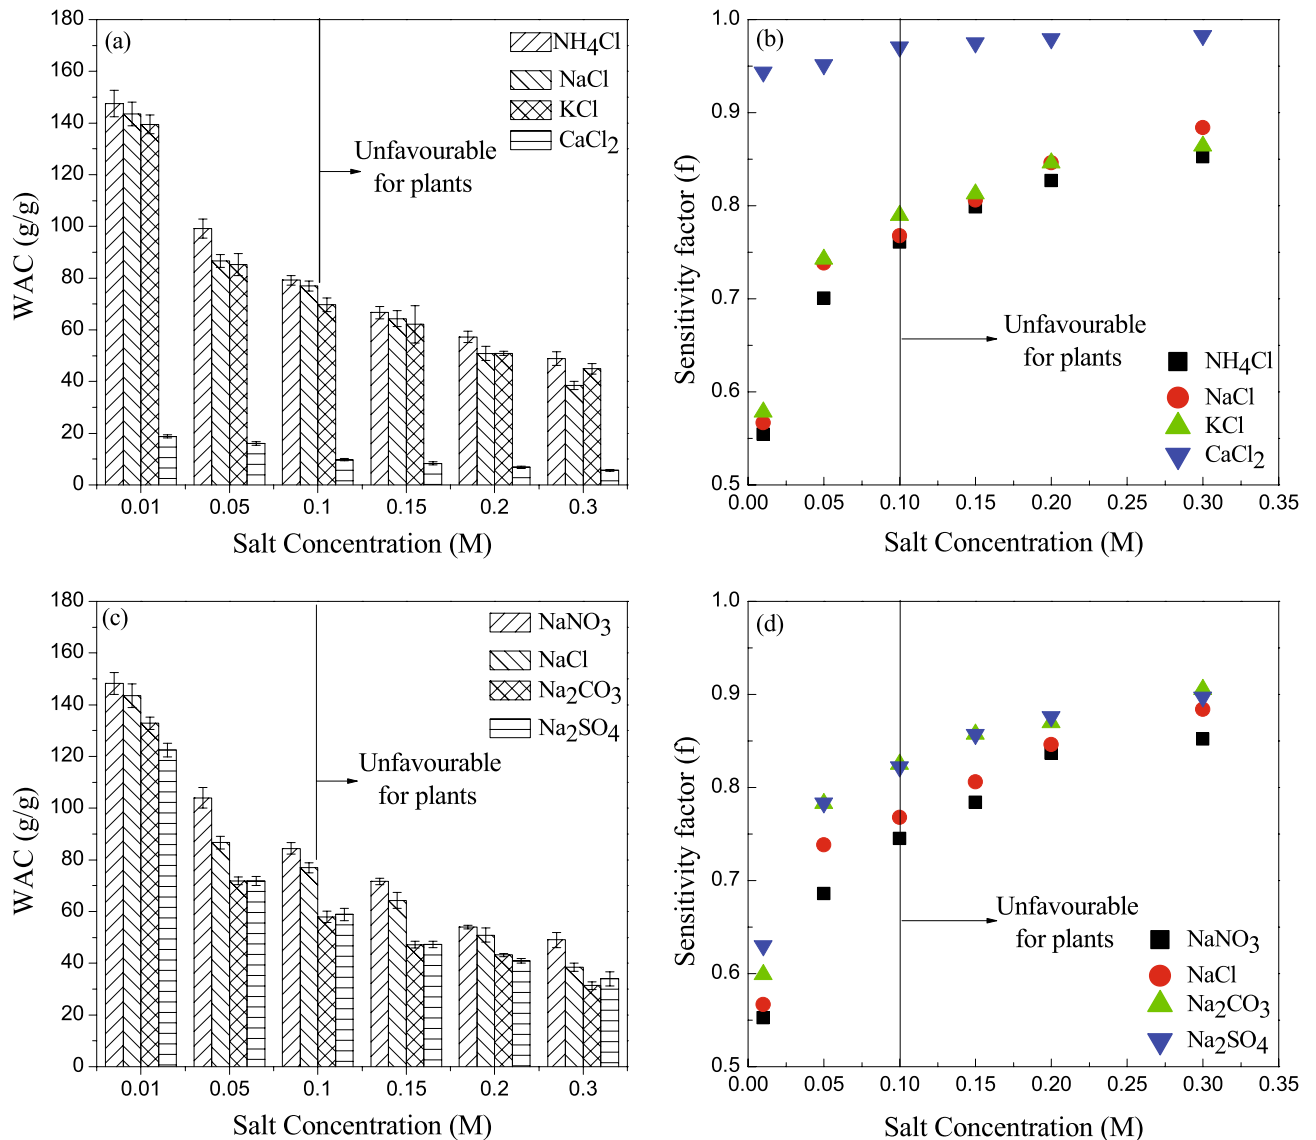 (a)
WAC (g/g)
180
160
140
120
100
80
60
40
20
0
NH4Cl
NaCl
KCl
CaCl2
Unfavourable
for plants
0.01 0.05 0.1 0.15 0.2 0.3
Salt Concentration (M)
(b)
Sensitivity factor (f)
1.0
0.9
0.8
0.7
0.6
0.5
Unfavourable
for plants
NH4Cl
NaCl
KCl
CaCl2
0.00 0.05 0.10 0.15 0.20 0.25 0.30 0.35
Salt Concentration (M)
(c)
WAC (g/g)
180
160
140
120
100
80
60
40
20
0
NaNO3
NaCl
Na2CO3
Na2SO4
Unfavourable
for plants
0.01 0.05 0.1 0.15 0.2 0.3
Salt Concentration (M)
(d)
Sensitivity factor (f)
1.0
0.9
0.8
0.7
0.6
0.5
Unfavourable
for plants
NaNO3
NaCl
Na2CO3
Na2SO4
0.00 0.05 0.10 0.15 0.20 0.25 0.30 0.35
Salt Concentration (M)